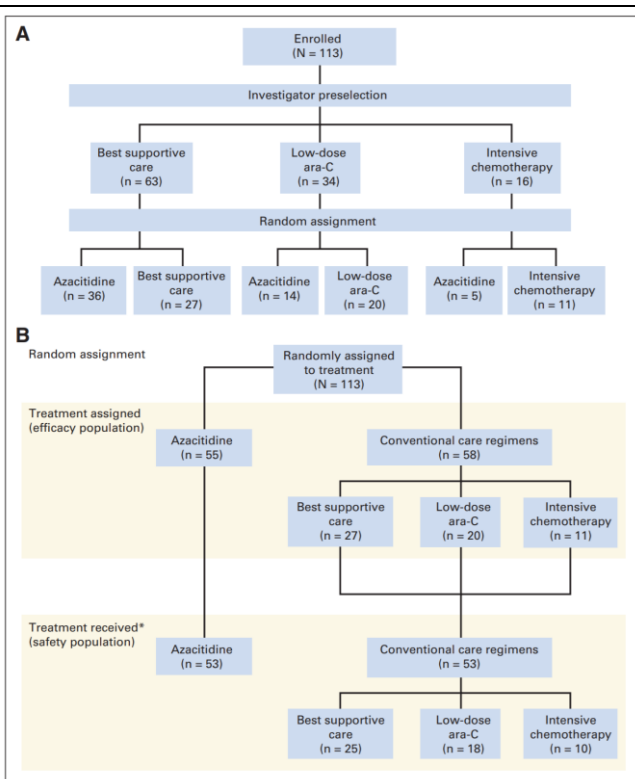 A
Enrolled
(N = 113)
Investigator preselection
Best supportive
care
(n = 63)
Low-dose
ara-C
(n = 34)
Intensive
chemotherapy
(n = 16)
Random assignment
Azacitidine
(n = 36)
Best supportive
care
(n = 27)
Azacitidine
(n = 14)
Low-dose
ara-C
(n = 20)
Azacitidine
(n = 5)
Intensive
chemotherapy
(n = 11)
B
Random assignment
Randomly assigned
to treatment
(N = 113)
Treatment assigned
(efficacy population)
Azacitidine
(n = 55)
Conventional care regimens
(n = 58)
Best supportive
care
(n = 27)
Low-dose
ara-C
(n = 20)
Intensive
chemotherapy
(n = 11)
Treatment received*
(safety population)
Azacitidine
(n = 53)
Conventional care regimens
(n = 53)
Best supportive
care
(n = 25)
Low-dose
ara-C
(n = 18)
Intensive
chemotherapy
(n = 10)